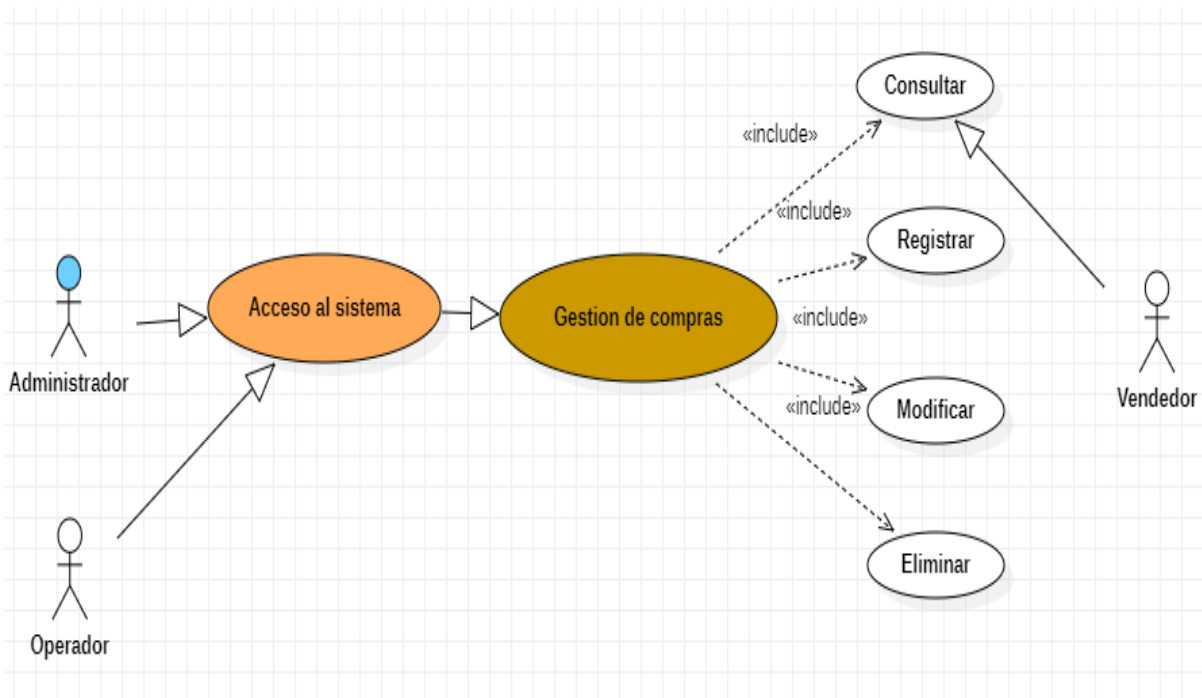 Consultar
«include»
«include»
Registrar
Acceso al sistema
Gestion de compras
«include»
Administrador
Vendedor
«include»
Modificar
Eliminar
Operador